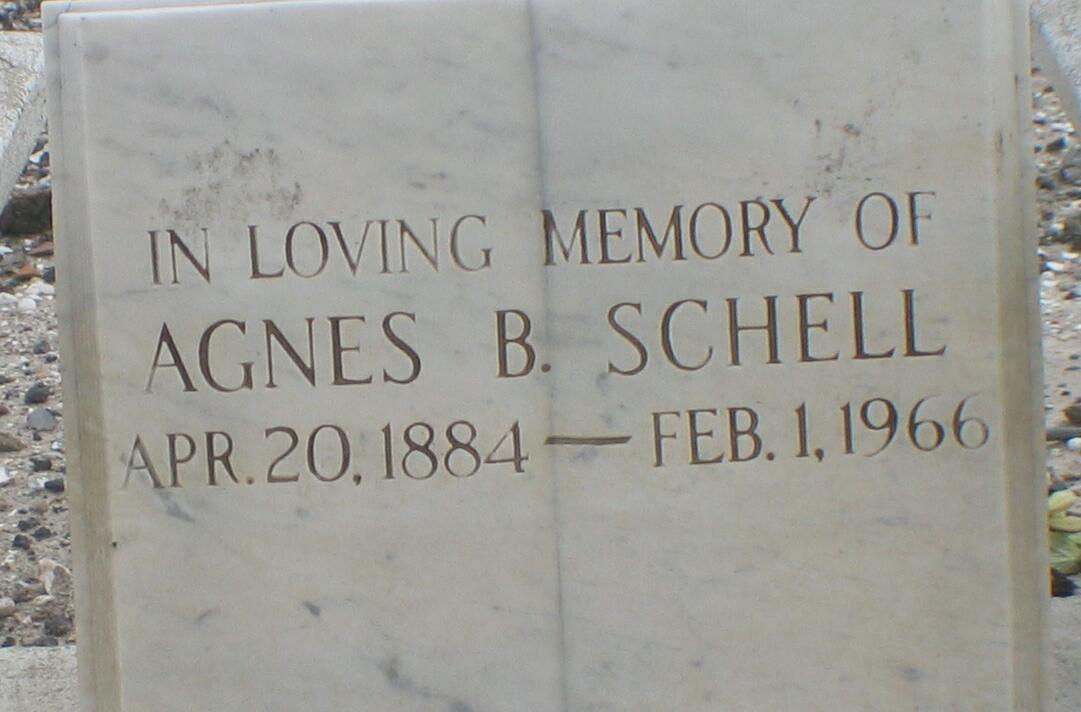 IN LOVING MEMORY OF
AGNES B. SCHELL
APR. 20, 1884 — FEB. 1, 1966